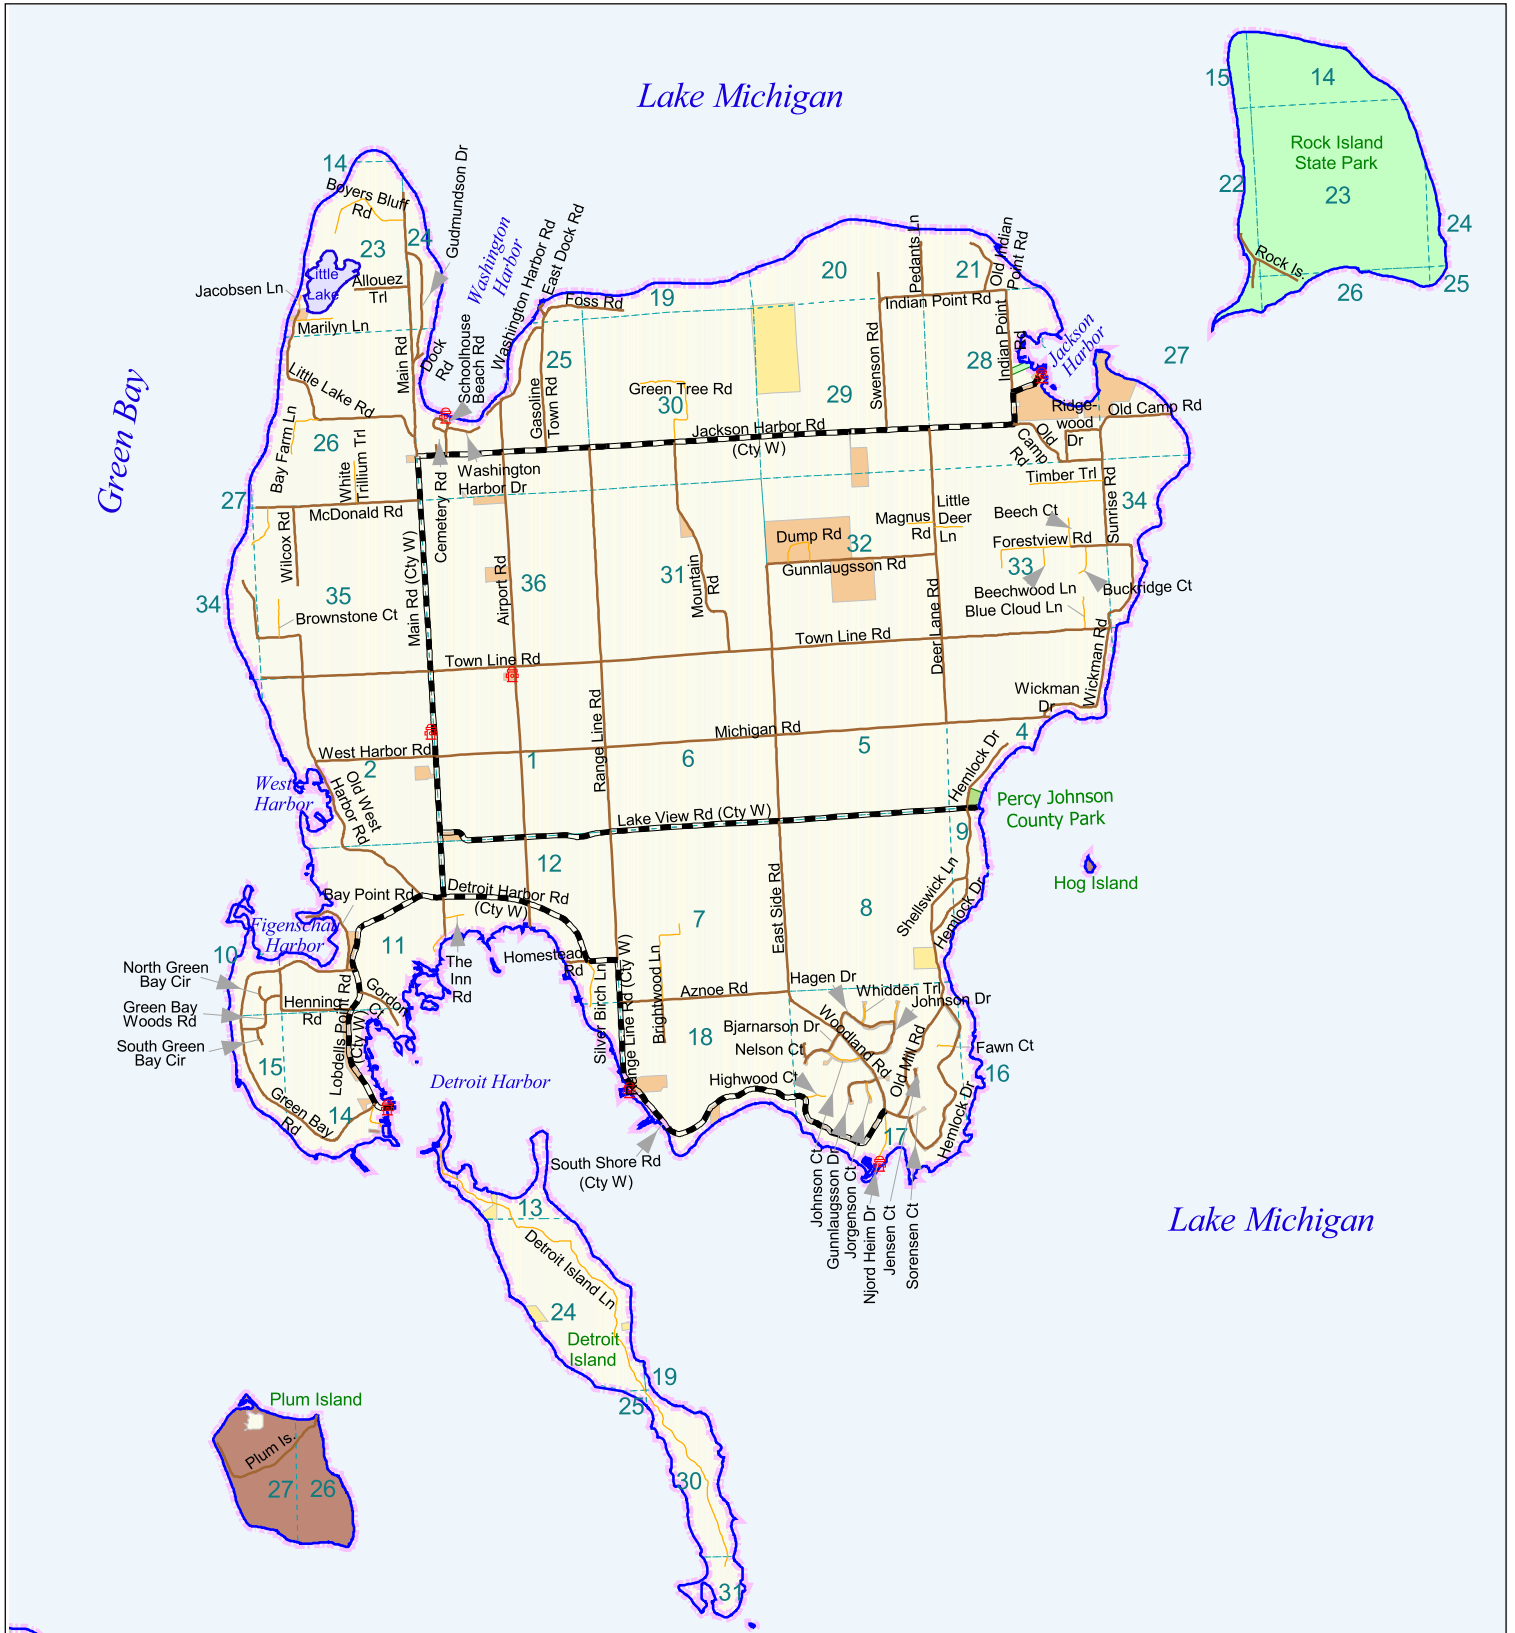 Lake Michigan
15
14
Rock Island
State Park
22
23
24
Rock Is.
26
25
14
Boyers Bluff
Rd
23
24
Gudmundson Dr
Washington
Harbor
Washington Harbor Rd
East Dock Rd
Little
Lake
Allouez
Trl
Jacobsen Ln
Marilyn Ln
Foss Rd
19
20
Pedants Ln
21
Old Indian
Point Rd
Indian Point Rd
Indian Point
Rd
Jackson
Harbor
27
28
Main Rd
Dock
Rd
Schoolhouse
Beach Rd
25
Gasoline
Town Rd
Green Tree Rd
30
29
Swenson Rd
Green Bay
Little Lake Rd
Bay Farm Ln
26
White
Trillium Trl
Jackson Harbor Rd
(Cty W)
Ridge-
wood
Dr
Old Camp Rd
Old
Camp
Rd
Washington
Harbor Dr
Timber Trl
27
McDonald Rd
Cemetery Rd
Little
Deer
Ln
Magnus
Rd
Beech Ct
Sunrise Rd
34
Wilcox Rd
Main Rd (Cty W)
Dump Rd
32
Forestview Rd
33
34
35
Airport Rd
36
31
Mountain
Rd
Gunnlaugsson Rd
Beechwood Ln
Buckridge Ct
Blue Cloud Ln
Brownstone Ct
Deer Lane Rd
Town Line Rd
Town Line Rd
Wickman Rd
Wickman
Dr
Range Line Rd
Michigan Rd
West Harbor Rd
2
1
6
5
4
West
Harbor
Old West
Harbor Rd
Hemlock Dr
Percy Johnson
County Park
Lake View Rd (Cty W)
9
12
Hog Island
Bay Point Rd
Detroit Harbor Rd
(Cty W)
East Side Rd
Shellswick Ln
Hemlock Dr
7
8
Figenschau
Harbor
10
11
North Green
Bay Cir
Green Bay
Woods Rd
South Green
Bay Cir
Henning
Rd
Gordon
Ct
The
Inn
Rd
Homestead
Rd
Silver Birch Ln
Range Line Rd (Cty W)
Brightwood Ln
Aznoe Rd
Hagen Dr
Whidden Trl
Johnson Dr
Lobdells Point Rd
(Cty W)
15
14
Green Bay
Rd
Detroit Harbor
18
Bjarnarson Dr
Nelson Ct
Woodland Rd
Old Mill Rd
Fawn Ct
16
Highwood Ct
Hemlock Dr
17
South Shore Rd
(Cty W)
Johnson Ct
Gunnlaugsson Dr
Jorgenson Ct
Njord Heim Dr
Jensen Ct
Sorensen Ct
Lake Michigan
13
Detroit Island Ln
24
Detroit
Island
19
25
30
31
Plum Island
Plum Is.
27
26